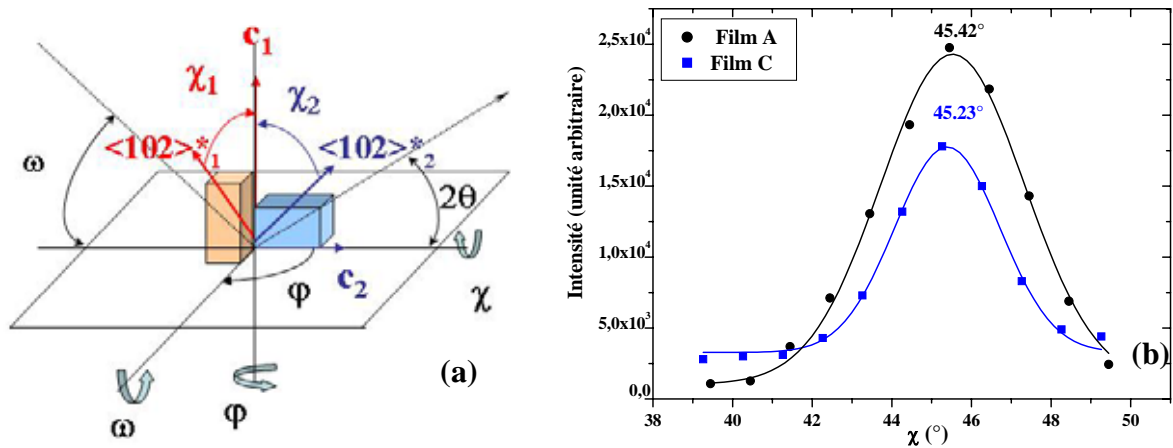 c₁
χ₁
χ₂
<102>*₁
<102>*₂
ω
2θ
φ
c₂
χ
ω
φ
(a)
Film A
Film C
45.42°
45.23°
2,5x10⁴
2,0x10⁴
1,5x10⁴
1,0x10⁴
5,0x10³
0,0
Intensité (unité arbitraire)
38 40 42 44 46 48 50
χ (°)
(b)